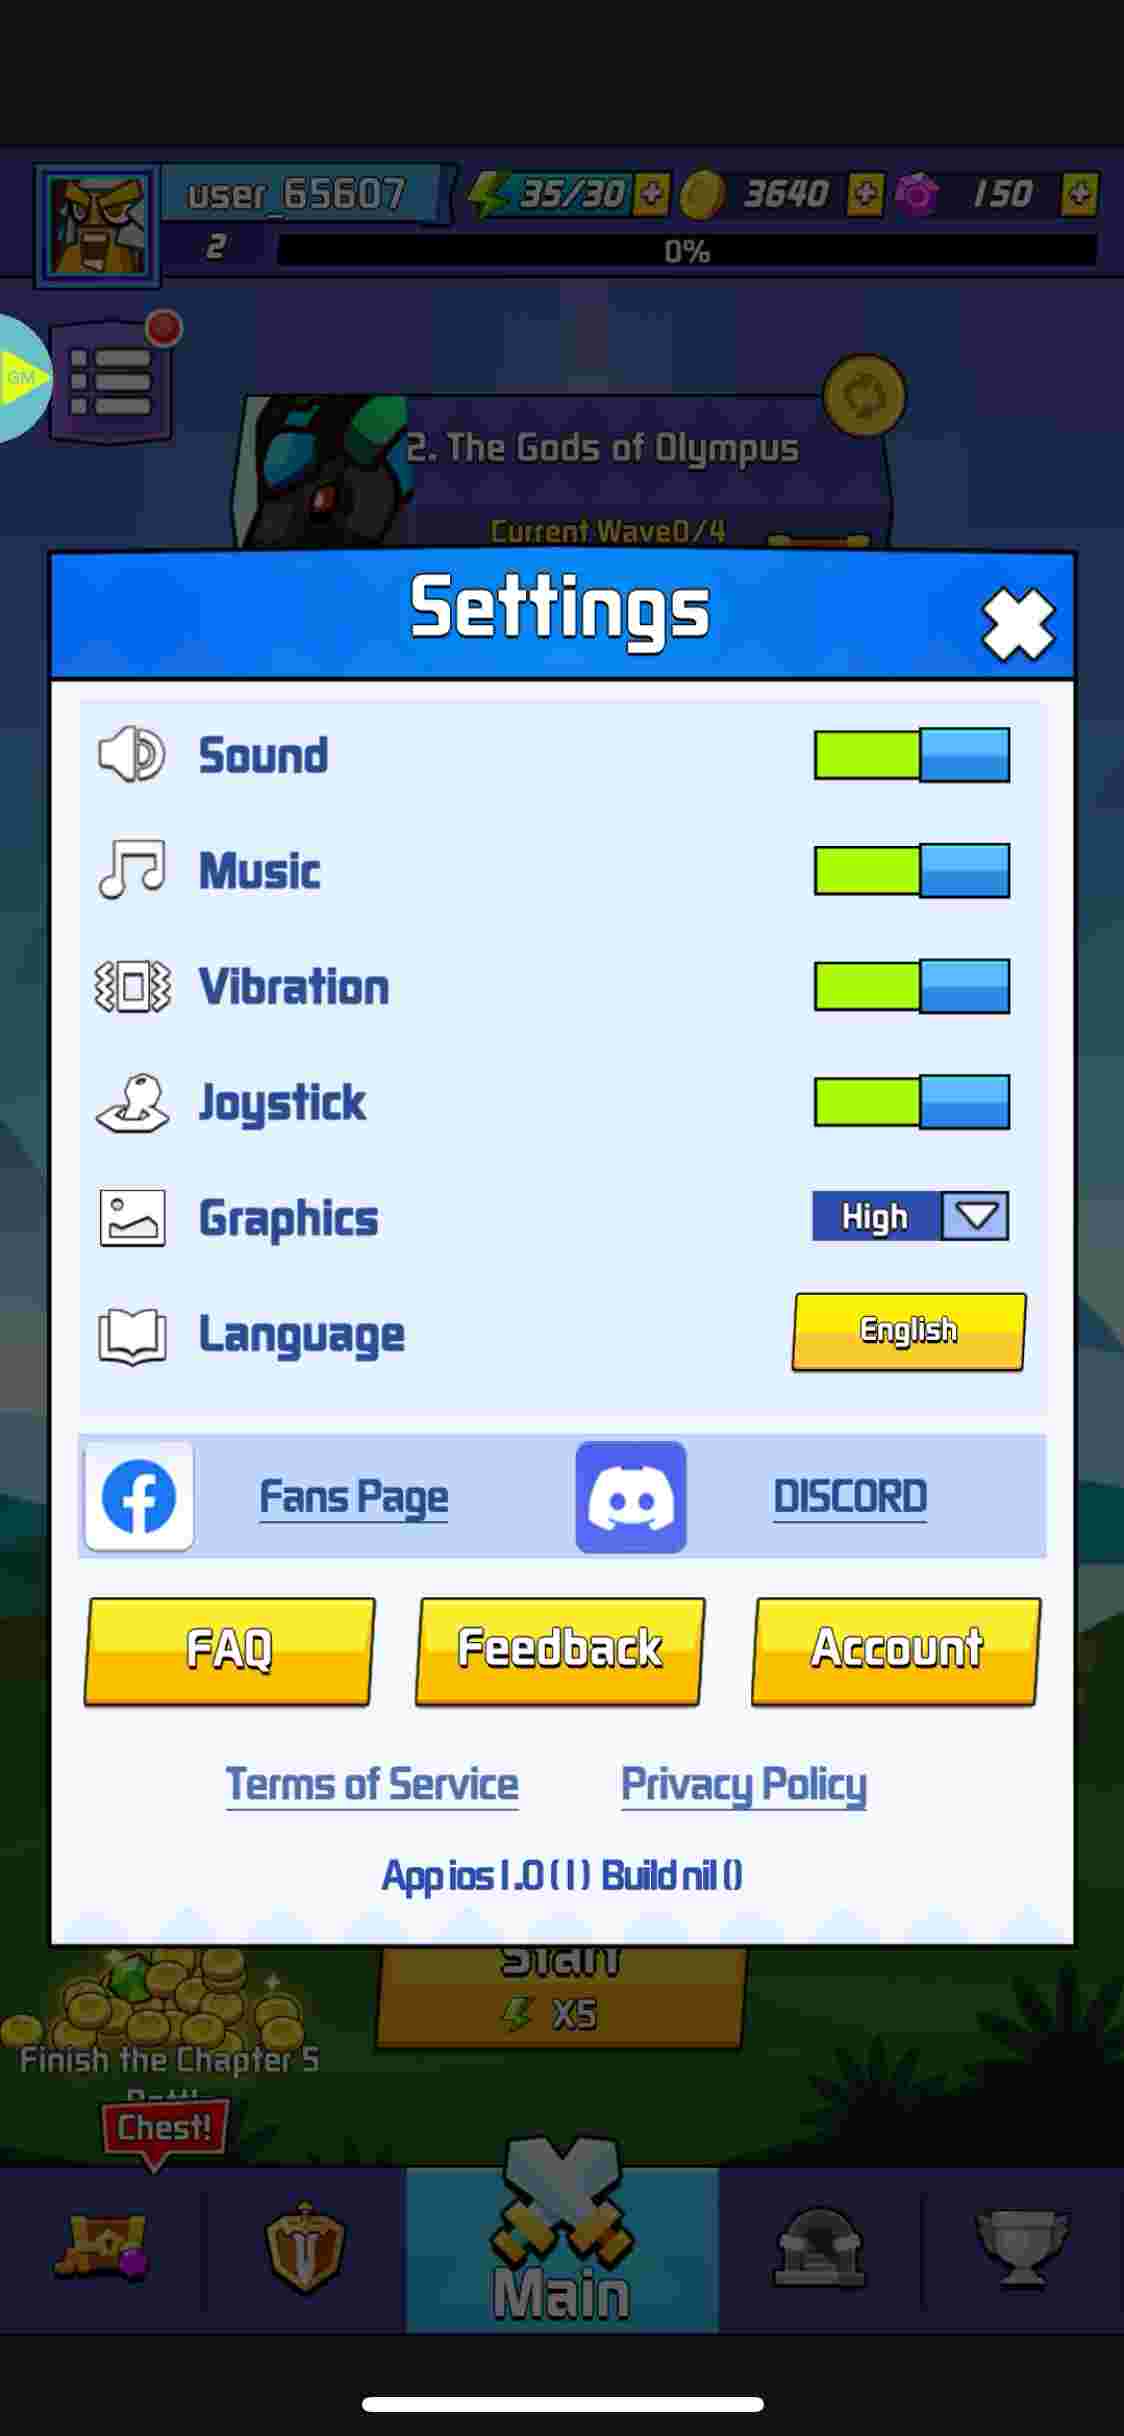 user_65607
35/30
3640
150
2
0%
GM
2. The Gods of Olympus
Current Wave0/4
Settings
Sound
Music
Vibration
Joystick
Graphics
High
Language
English
Fans Page
DISCORD
FAQ
Feedback
Account
Terms of Service
Privacy Policy
App ios 1.0 (1) Build nil ()
Start
X5
Finish the Chapter 5
Chest!
Main